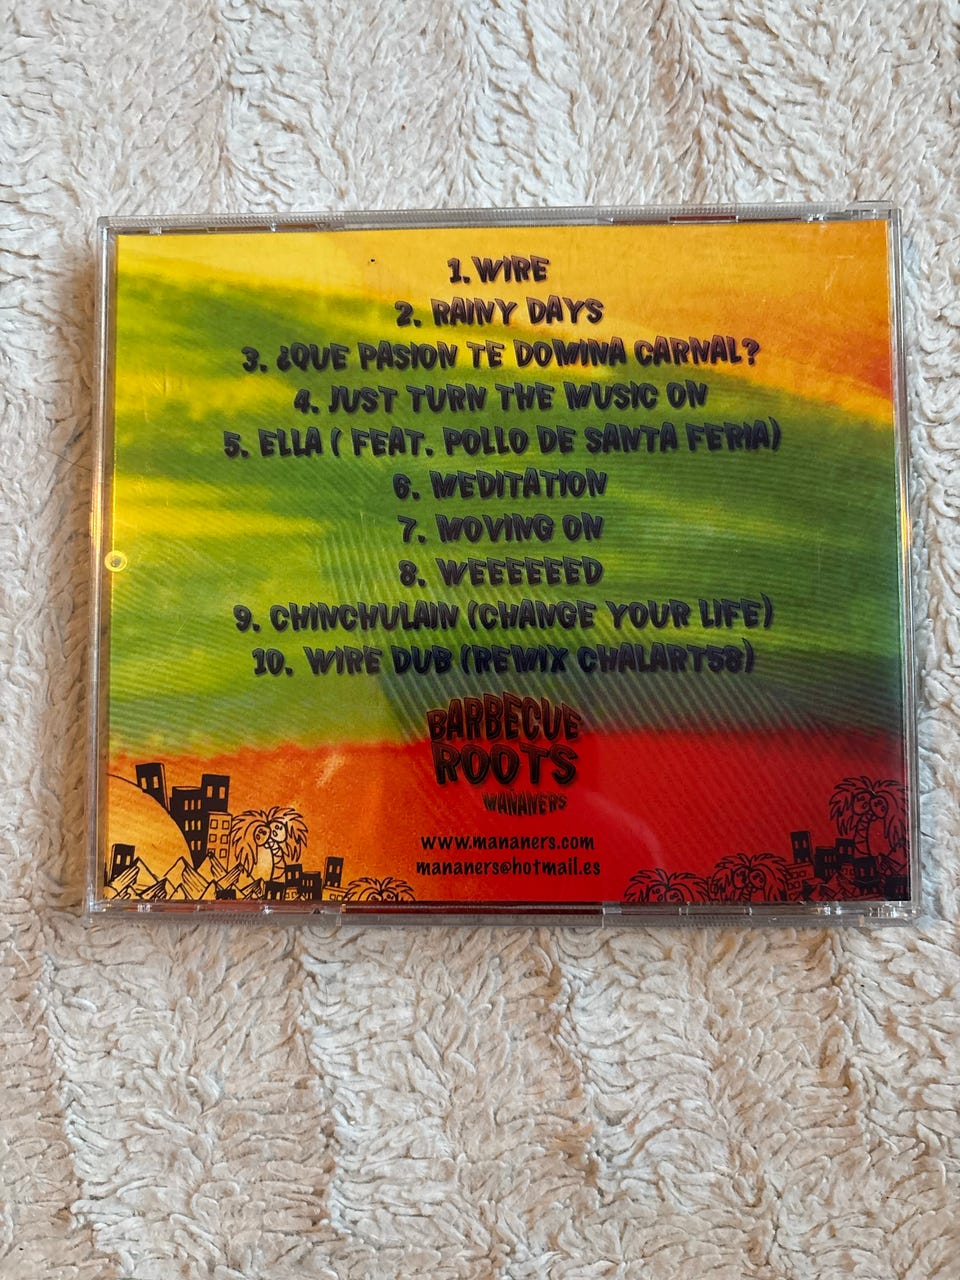 1. WIRE
2. RAINY DAYS
3. ¿QUE PASION TE DOMINA CARNAL?
4. JUST TURN THE MUSIC ON
5. ELLA ( FEAT. POLLO DE SANTA FERIA)
6. MEDITATION
7. MOVING ON
8. WEEEEEED
9. CHINCHULAIN (CHANGE YOUR LIFE)
10. WIRE DUB (REMIX CHALART58)
BARBECUE
ROOTS
MAÑANERS
www.mananers.com
mananers@hotmail.es